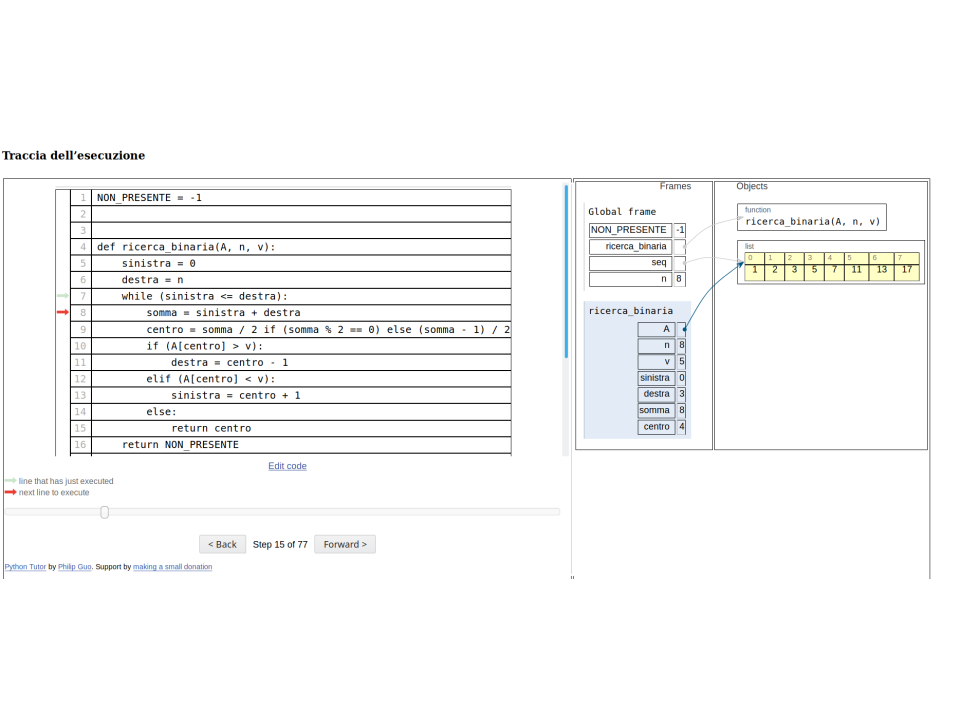 Traccia dell'esecuzione
1 NON_PRESENTE = -1
2
3
4 def ricerca_binaria(A, n, v):
5 sinistra = 0
6 destra = n
7 while (sinistra <= destra):
8 somma = sinistra + destra
9 centro = somma / 2 if (somma % 2 == 0) else (somma - 1) / 2
10 if (A[centro] > v):
11 destra = centro - 1
12 elif (A[centro] < v):
13 sinistra = centro + 1
14 else:
15 return centro
16 return NON_PRESENTE
Edit code
line that has just executed
next line to execute
< Back Step 15 of 77 Forward >
Python Tutor by Philip Guo. Support by making a small donation
Frames Objects
Global frame
NON_PRESENTE -1
ricerca_binaria
seq
n 8
ricerca_binaria
A
n 8
v 5
sinistra 0
destra 3
somma 8
centro 4
function
ricerca_binaria(A, n, v)
list
0 1 2 3 4 5 6 7
1 2 3 5 7 11 13 17